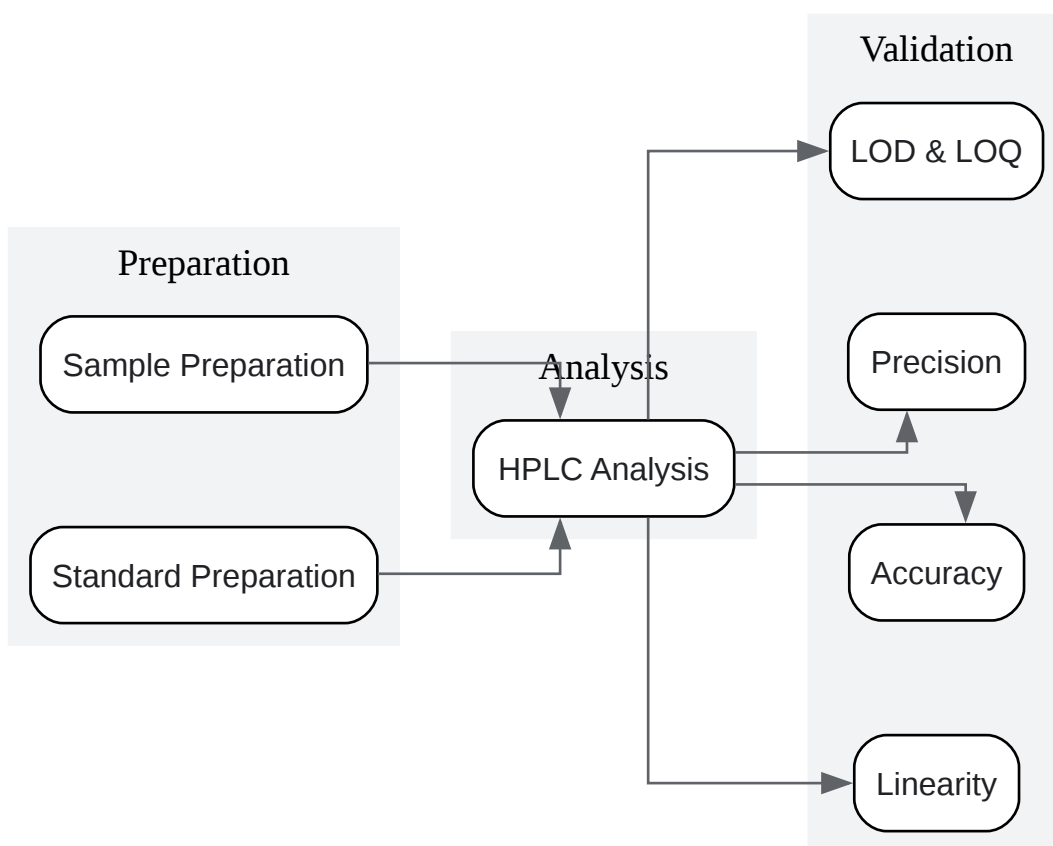 Preparation
Sample Preparation
Standard Preparation
Analysis
HPLC Analysis
Validation
LOD & LOQ
Precision
Accuracy
Linearity